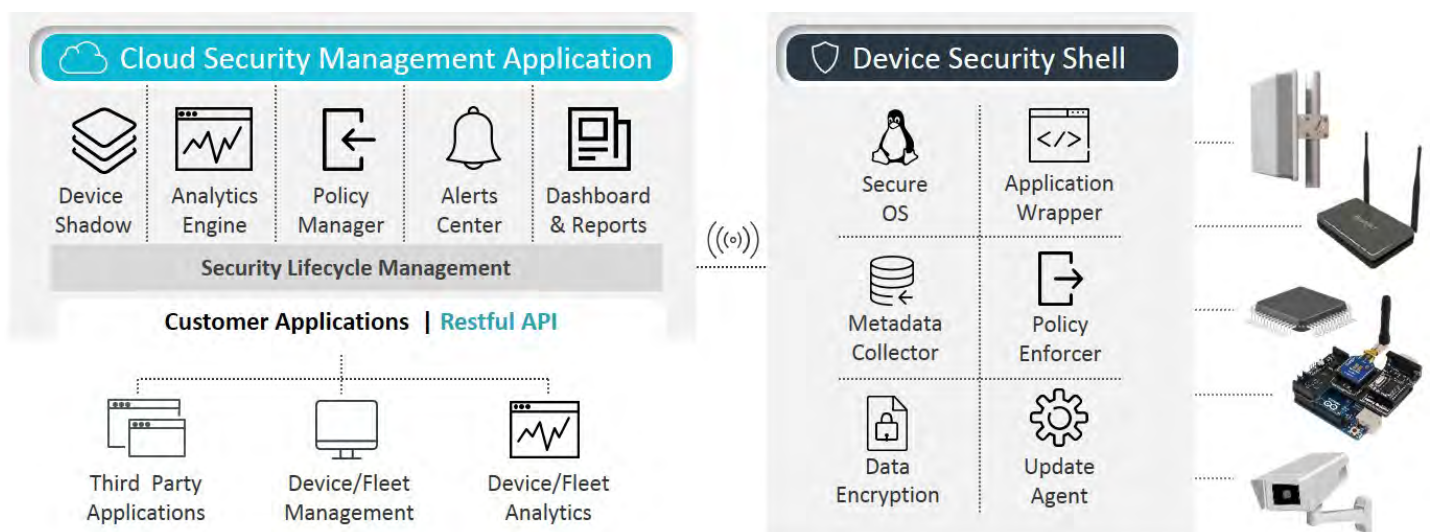 Cloud Security Management Application
Device
Shadow
Analytics
Engine
Policy
Manager
Alerts
Center
Dashboard
& Reports
Security Lifecycle Management
Customer Applications | Restful API
Third Party
Applications
Device/Fleet
Management
Device/Fleet
Analytics
Device Security Shell
Secure
OS
</>
Application
Wrapper
Metadata
Collector
Policy
Enforcer
Data
Encryption
Update
Agent